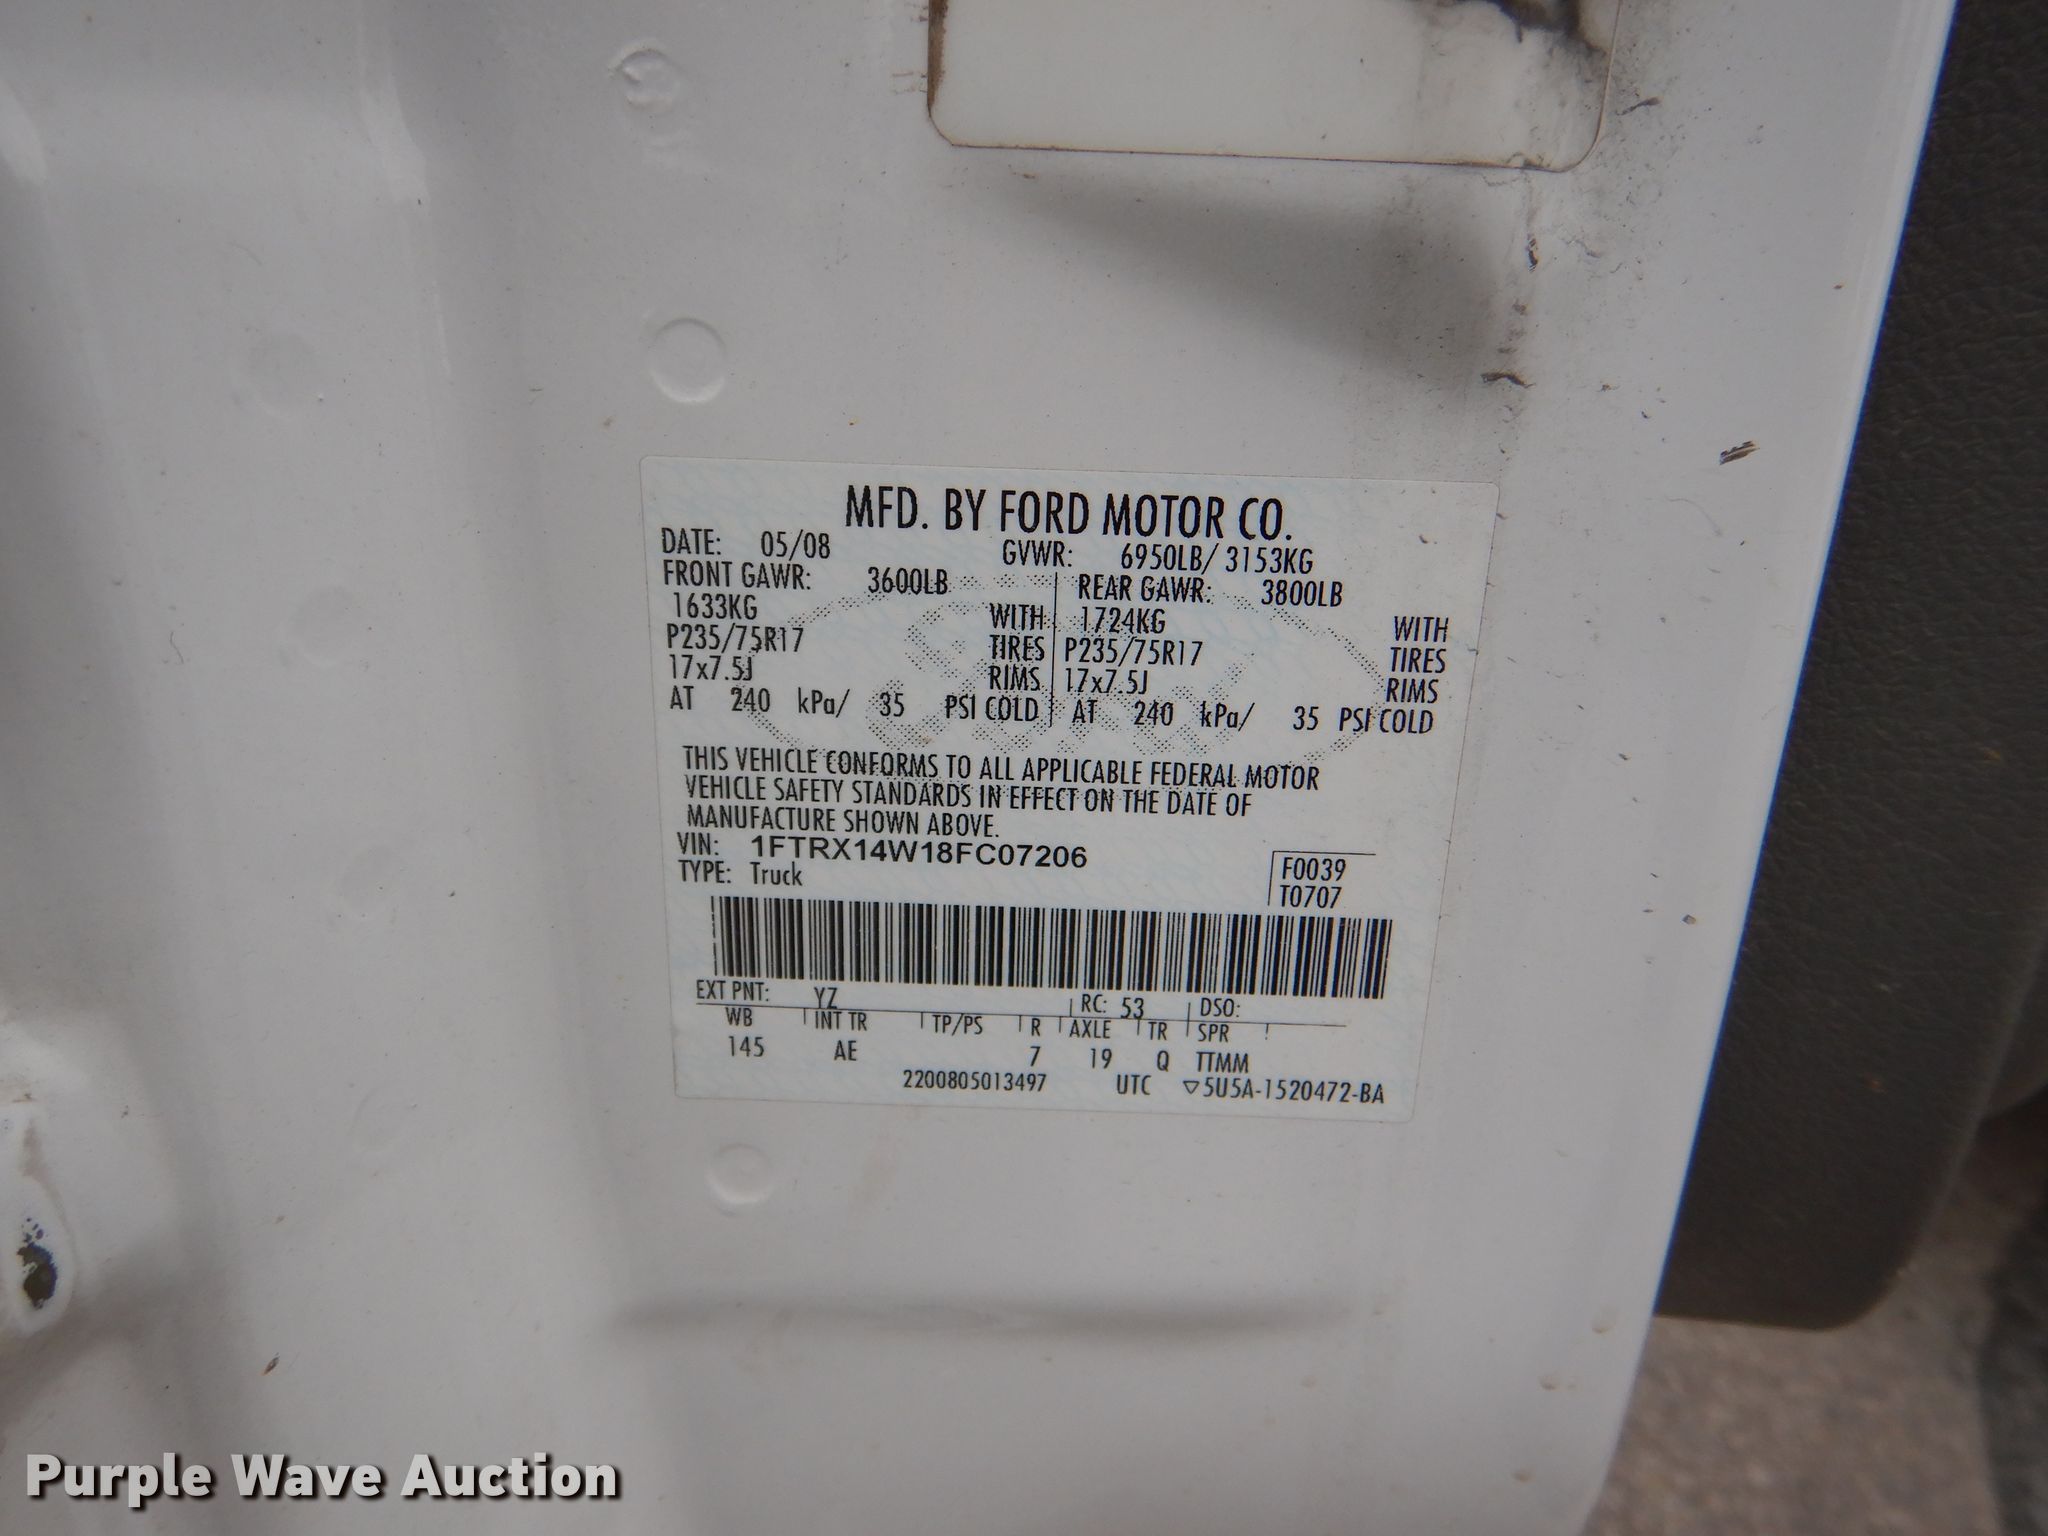 MFD. BY FORD MOTOR CO.
DATE: 05/08 GVWR: 6950LB/ 3153KG
FRONT GAWR: 3600LB REAR GAWR: 3800LB
1633KG WITH 1724KG WITH
P235/75R17 TIRES P235/75R17 TIRES
17x7.5J RIMS 17x7.5J RIMS
AT 240 kPa/ 35 PSI COLD AT 240 kPa/ 35 PSI COLD
THIS VEHICLE CONFORMS TO ALL APPLICABLE FEDERAL MOTOR
VEHICLE SAFETY STANDARDS IN EFFECT ON THE DATE OF
MANUFACTURE SHOWN ABOVE.
VIN: 1FTRX14W18FC07206 F0039
TYPE: Truck T0707
EXT PNT: YZ RC: 53 DSO:
WB INT TR TP/PS R AXLE TR SPR
145 AE 7 19 Q TTMM
2200805013497 UTC ▽5U5A-1520472-BA
Purple Wave Auction